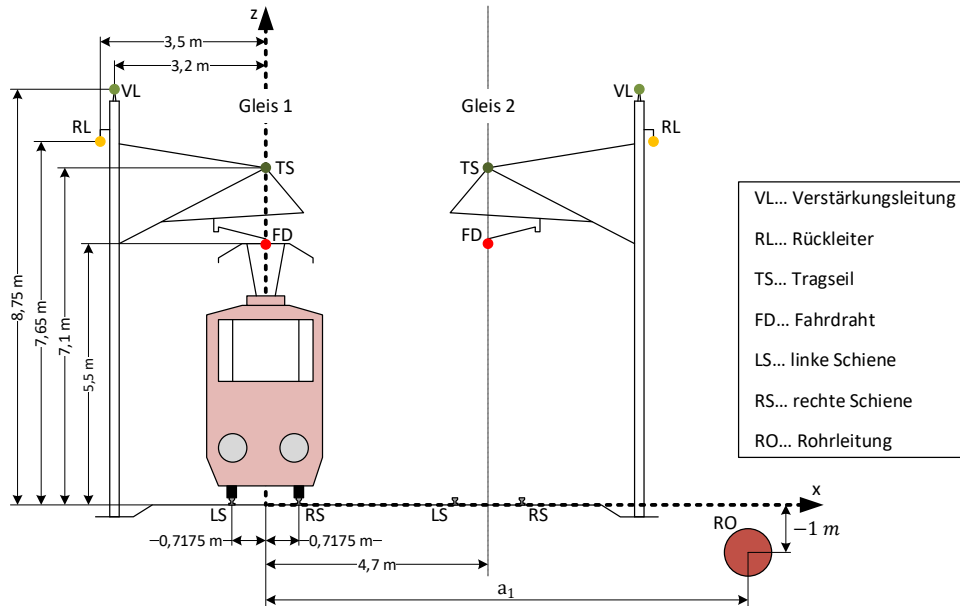 z
3,5 m
3,2 m
VL
VL
Gleis 1
Gleis 2
RL
RL
TS
TS
FD
FD
8,75 m
7,65 m
7,1 m
5,5 m
VL... Verstärkungsleitung
RL... Rückleiter
TS... Tragseil
FD... Fahrdraht
LS... linke Schiene
RS... rechte Schiene
RO... Rohrleitung
x
LS
RS
LS
RS
RO
−1 m
−0,7175 m
0,7175 m
4,7 m
a₁